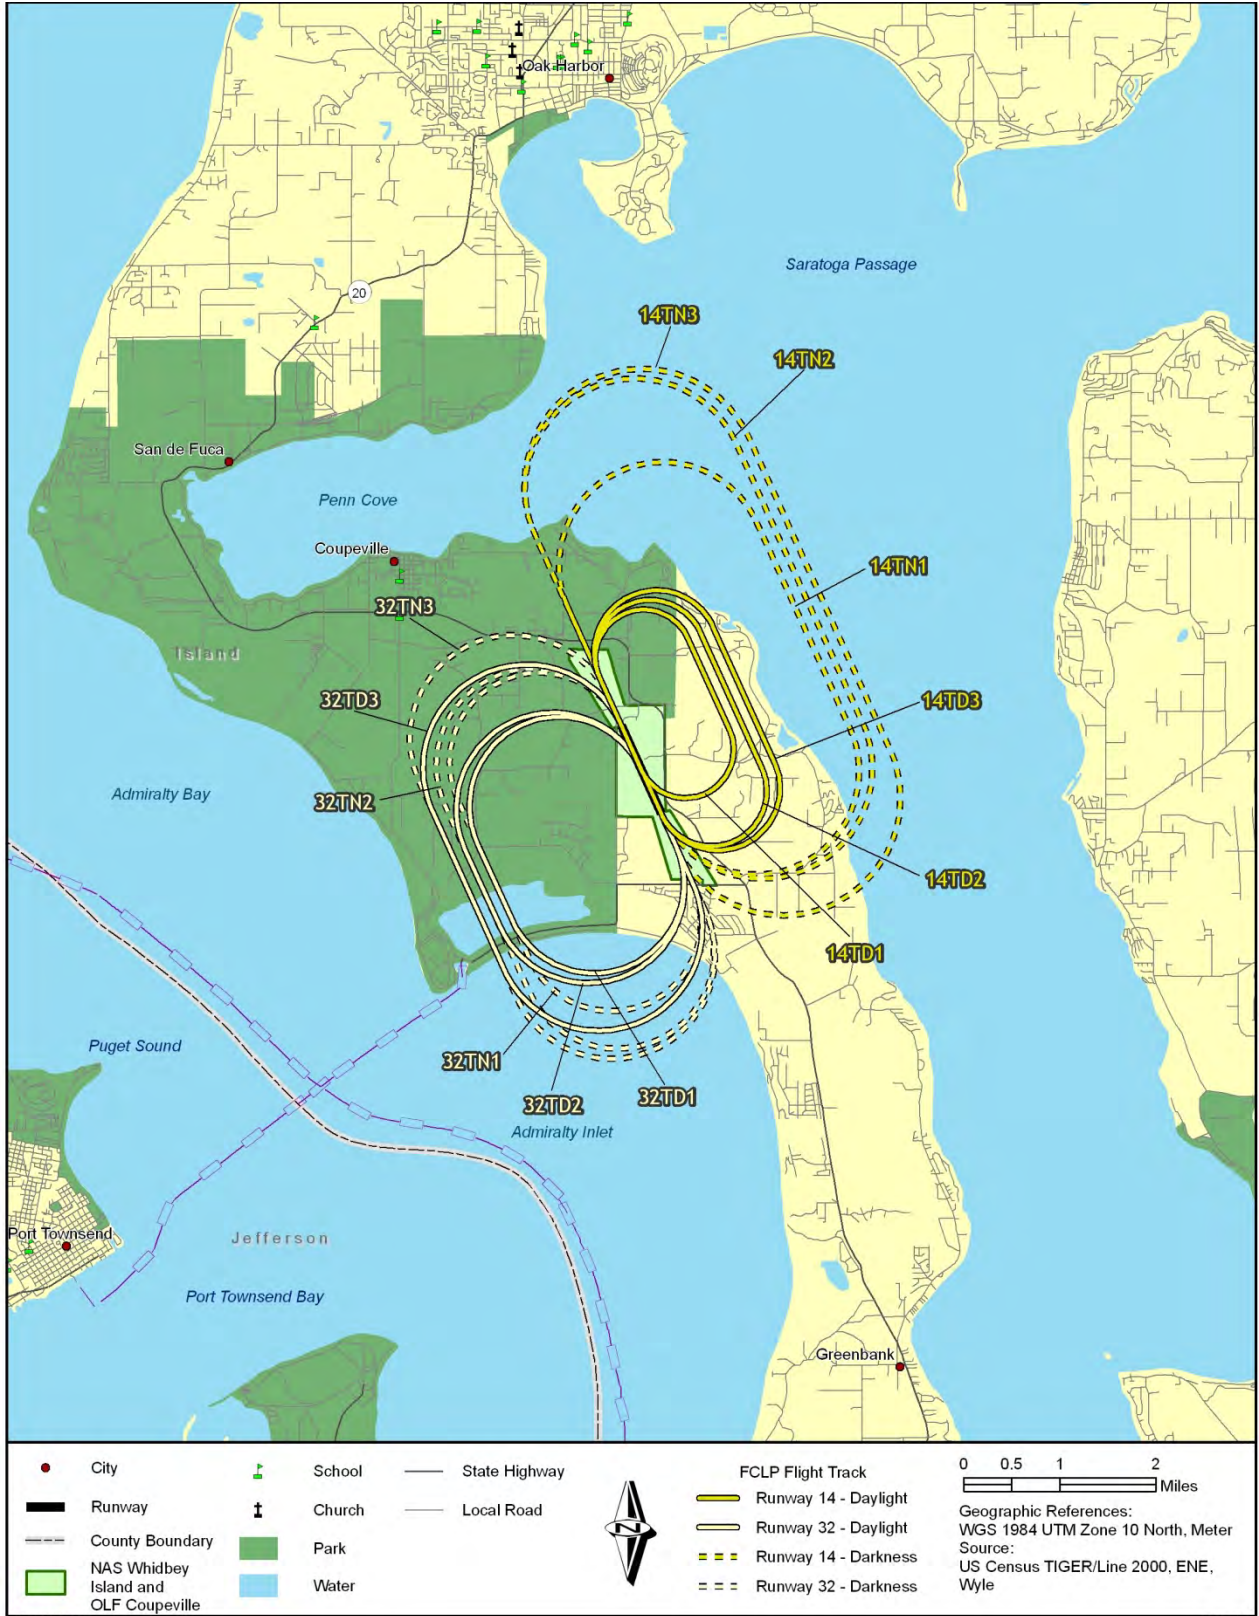 Oak Harbor
Saratoga Passage
20
14TN3
14TN2
San de Fuca
Penn Cove
Coupeville
14TN1
32TN3
Island
32TD3
14TD3
Admiralty Bay
32TN2
14TD2
14TD1
Puget Sound
32TN1
32TD2
32TD1
Admiralty Inlet
Port Townsend
Jefferson
Port Townsend Bay
Greenbank
City
Runway
County Boundary
NAS Whidbey
Island and
OLF Coupeville
School
Church
Park
Water
State Highway
Local Road
N
FCLP Flight Track
Runway 14 - Daylight
Runway 32 - Daylight
Runway 14 - Darkness
Runway 32 - Darkness
0 0.5 1 2
Miles
Geographic References:
WGS 1984 UTM Zone 10 North, Meter
Source:
US Census TIGER/Line 2000, ENE,
Wyle